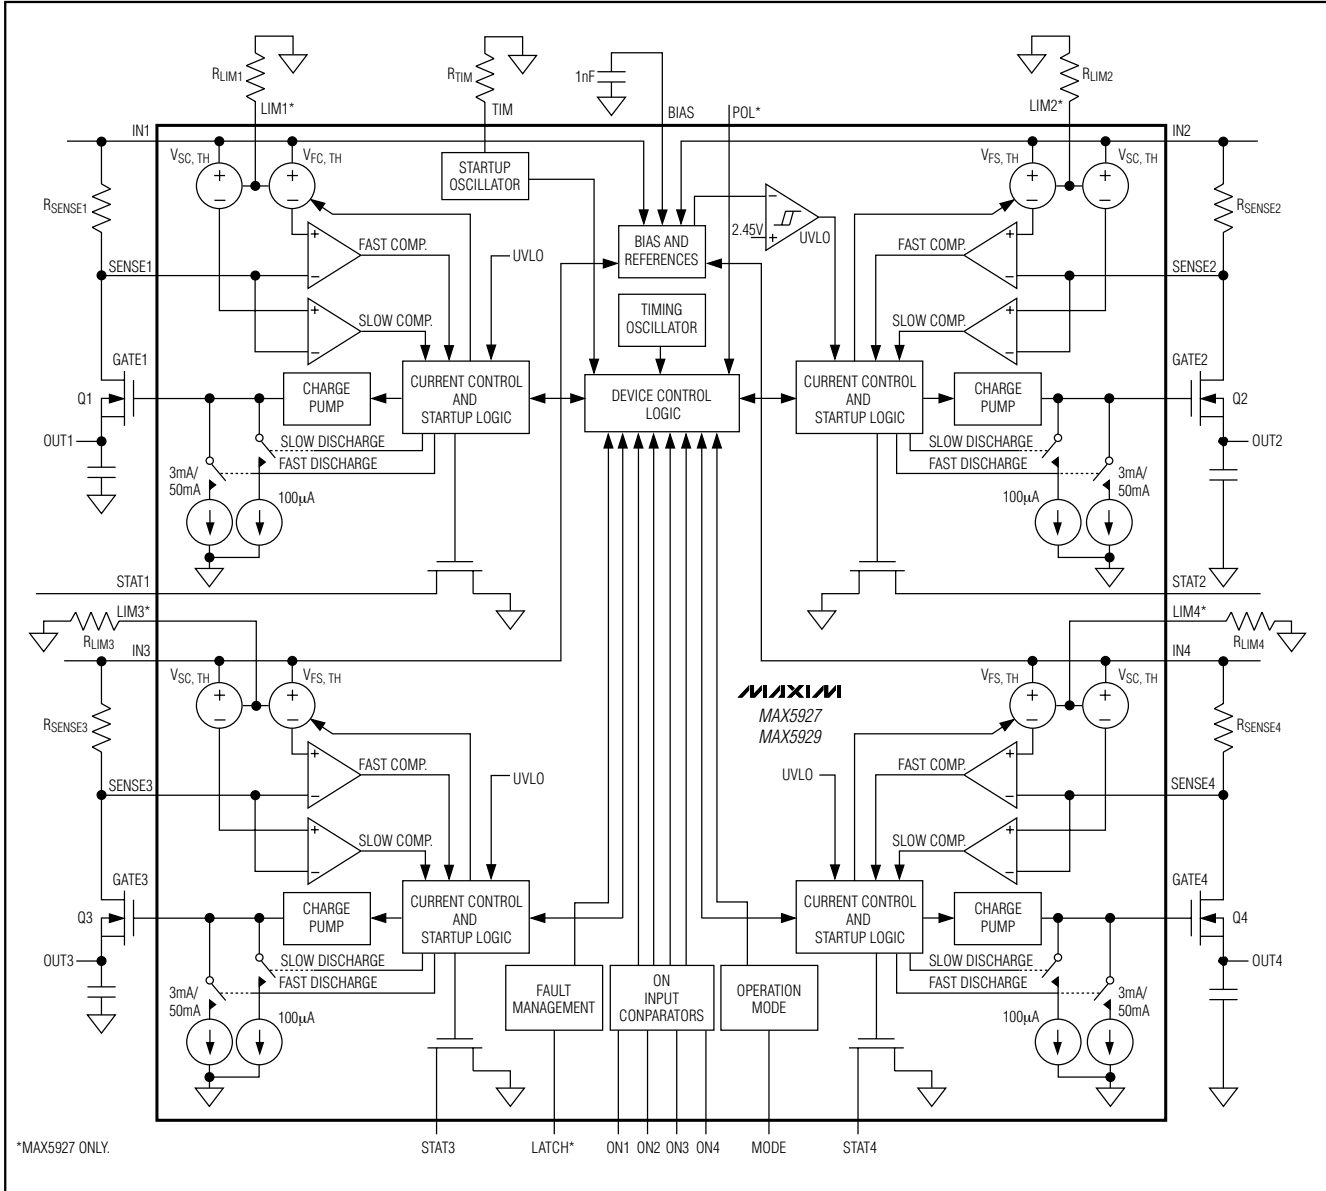 RLIM1
LIM1*
RTIM
TIM
1nF
BIAS
POL*
RLIM2
LIM2*
IN1
IN2
VSC, TH
VFC, TH
STARTUP
OSCILLATOR
VFS, TH
VSC, TH
+
−
+
−
+
−
+
−
RSENSE1
RSENSE2
2.45V
−
+
UVLO
BIAS AND
REFERENCES
+
−
FAST COMP.
UVLO
FAST COMP.
+
−
SENSE1
SENSE2
TIMING
OSCILLATOR
+
−
SLOW COMP.
SLOW COMP.
+
−
GATE1
GATE2
Q1
Q2
CHARGE
PUMP
CURRENT CONTROL
AND
STARTUP LOGIC
DEVICE CONTROL
LOGIC
CURRENT CONTROL
AND
STARTUP LOGIC
CHARGE
PUMP
OUT1
OUT2
SLOW DISCHARGE
SLOW DISCHARGE
FAST DISCHARGE
FAST DISCHARGE
3mA/
50mA
100µA
100µA
3mA/
50mA
STAT1
STAT2
LIM3*
RLIM3
LIM4*
RLIM4
IN3
IN4
VSC, TH
VFS, TH
VFS, TH
VSC, TH
+
−
+
−
+
−
+
−
MAXIM
MAX5927
MAX5929
RSENSE3
RSENSE4
+
−
FAST COMP.
UVLO
UVLO
FAST COMP.
+
−
SENSE3
SENSE4
+
−
SLOW COMP.
SLOW COMP.
+
−
GATE3
GATE4
Q3
Q4
CHARGE
PUMP
CURRENT CONTROL
AND
STARTUP LOGIC
CURRENT CONTROL
AND
STARTUP LOGIC
CHARGE
PUMP
OUT3
OUT4
SLOW DISCHARGE
SLOW DISCHARGE
FAST DISCHARGE
FAST DISCHARGE
3mA/
50mA
100µA
FAULT
MANAGEMENT
ON
INPUT
CONPARATORS
OPERATION
MODE
100µA
3mA/
50mA
*MAX5927 ONLY.
STAT3
LATCH*
ON1
ON2
ON3
ON4
MODE
STAT4